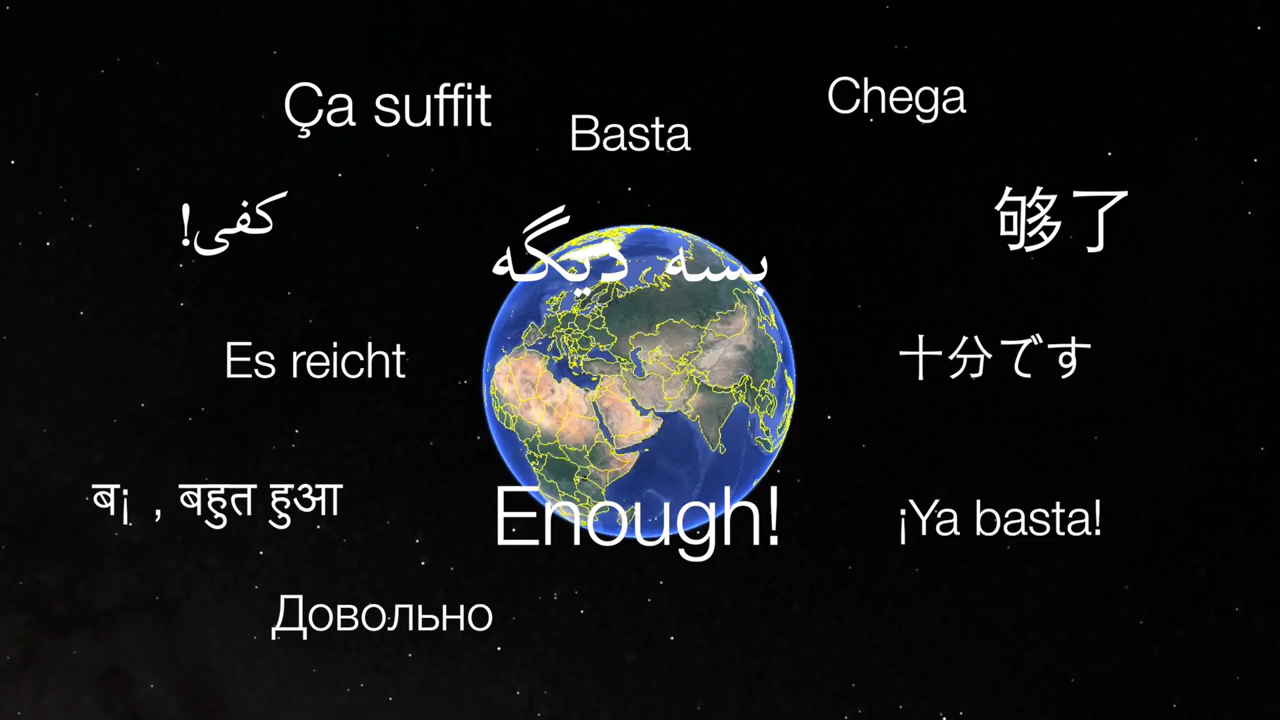 Ça suffit
Basta
Chega
كفى!
بسه دیگه
够了
Es reicht
十分です
ब¡ , बहुत हुआ
Enough!
¡Ya basta!
Довольно